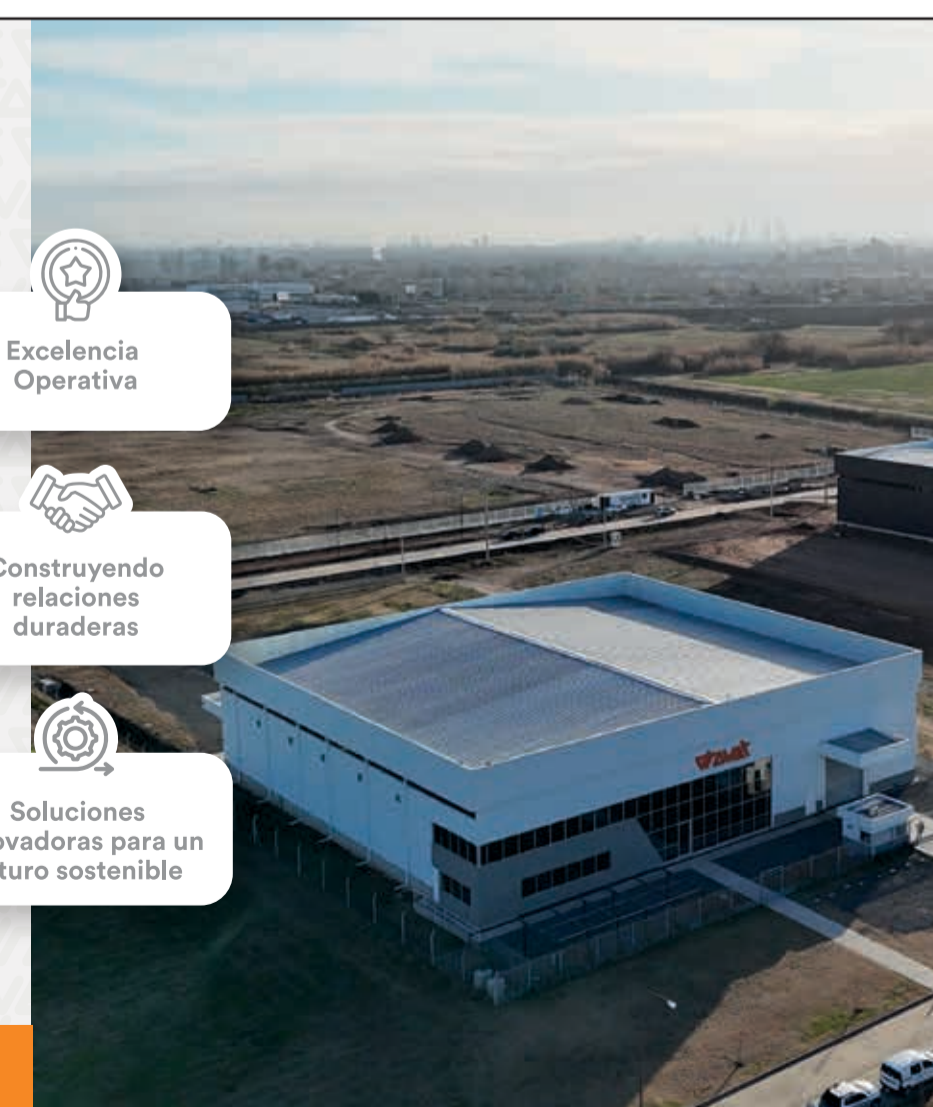 Excelencia
Operativa
Construyendo
relaciones
duraderas
Soluciones
ovadoras para un
turo sostenible